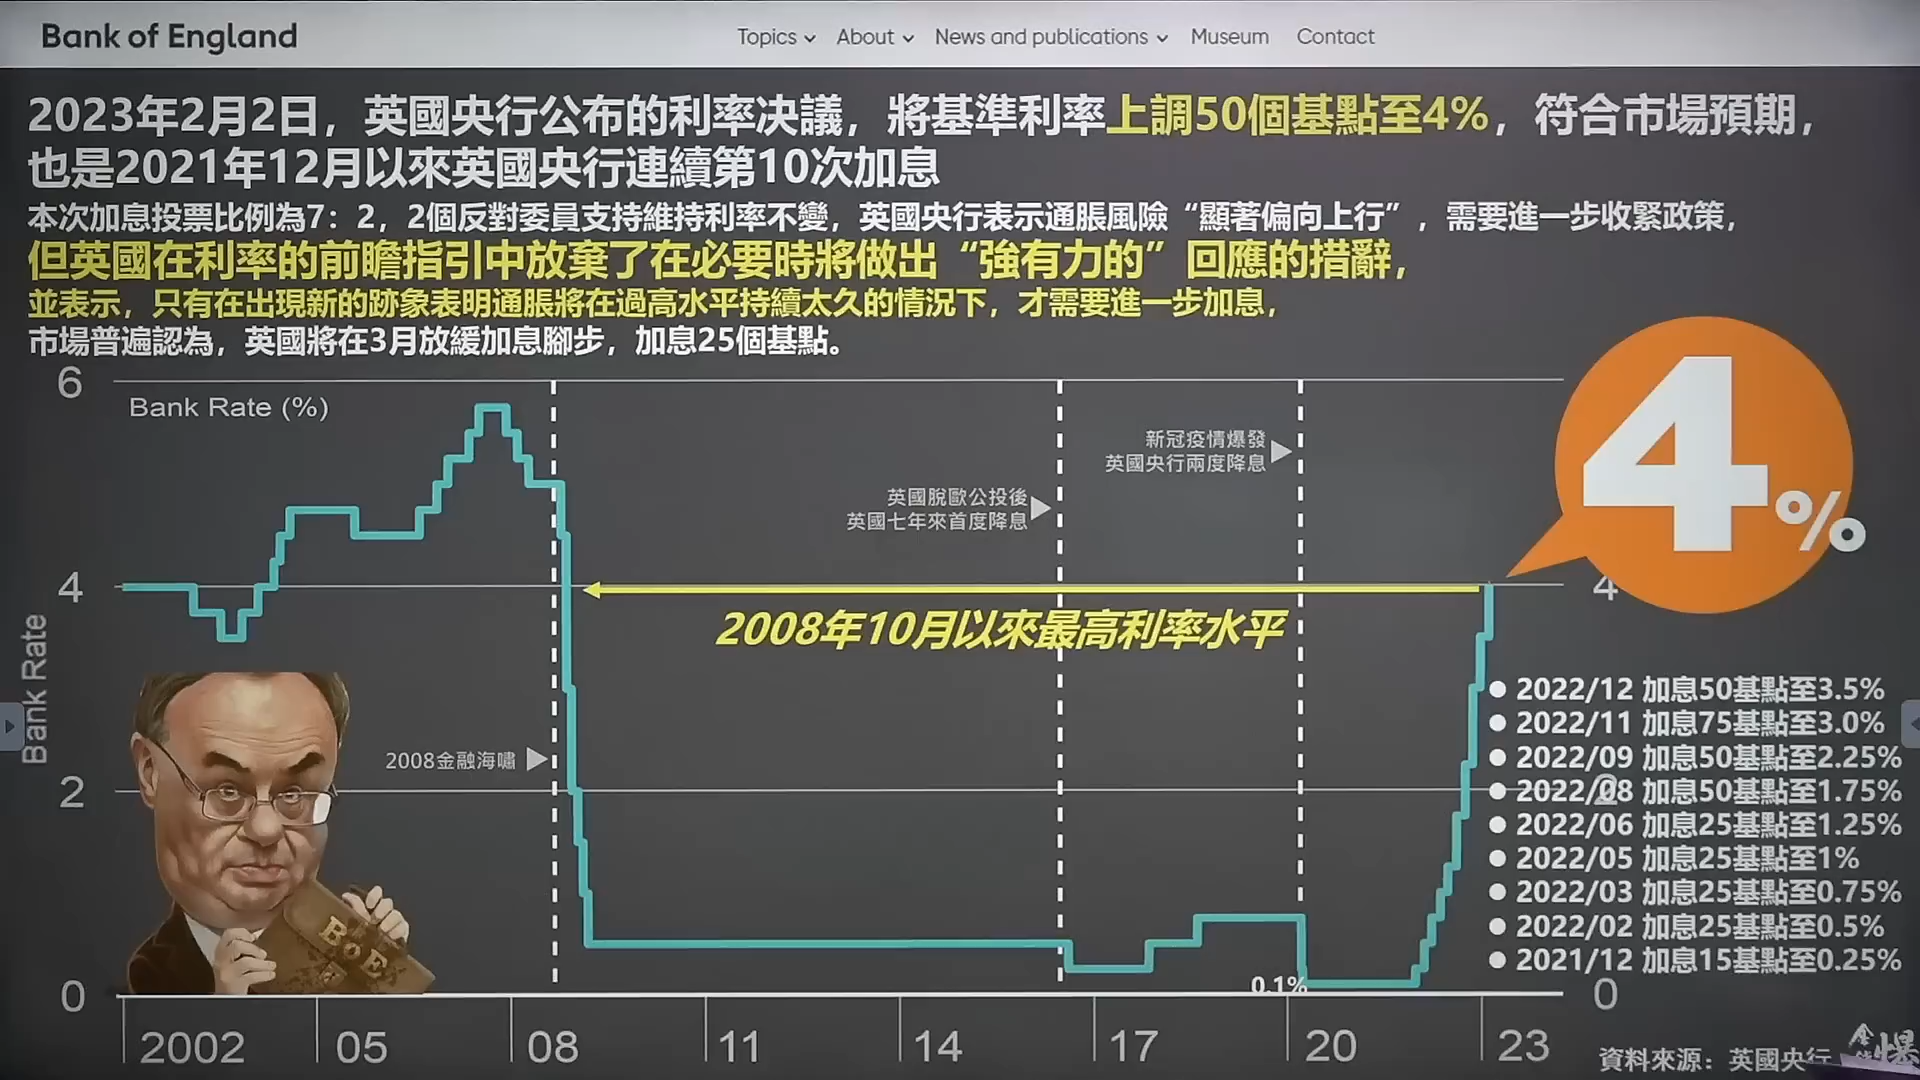 Bank of England
Topics About News and publications Museum Contact
2023年2月2日，英國央行公布的利率決議，將基準利率上調50個基點至4%，符合市場預期，
也是2021年12月以來英國央行連續第10次加息
本次加息投票比例為7：2，2個反對委員支持維持利率不變，英國央行表示通脹風險“顯著偏向上行”，需要進一步收緊政策，
但英國在利率的前瞻指引中放棄了在必要時將做出“強有力的”回應的措辭，
並表示，只有在出現新的跡象表明通脹將在過高水平持續太久的情況下，才需要進一步加息，
市場普遍認為，英國將在3月放緩加息腳步，加息25個基點。
6
Bank Rate (%)
新冠疫情爆發
英國央行兩度降息
英國脫歐公投後
英國七年來首度降息
4%
4
4
2008年10月以來最高利率水平
Bank Rate
2008金融海嘯
2
2
BoE
2022/12 加息50基點至3.5%
2022/11 加息75基點至3.0%
2022/09 加息50基點至2.25%
2022/08 加息50基點至1.75%
2022/06 加息25基點至1.25%
2022/05 加息25基點至1%
2022/03 加息25基點至0.75%
2022/02 加息25基點至0.5%
2021/12 加息15基點至0.25%
0.1%
0
0
2002 05 08 11 14 17 20 23
資料來源：英國央行